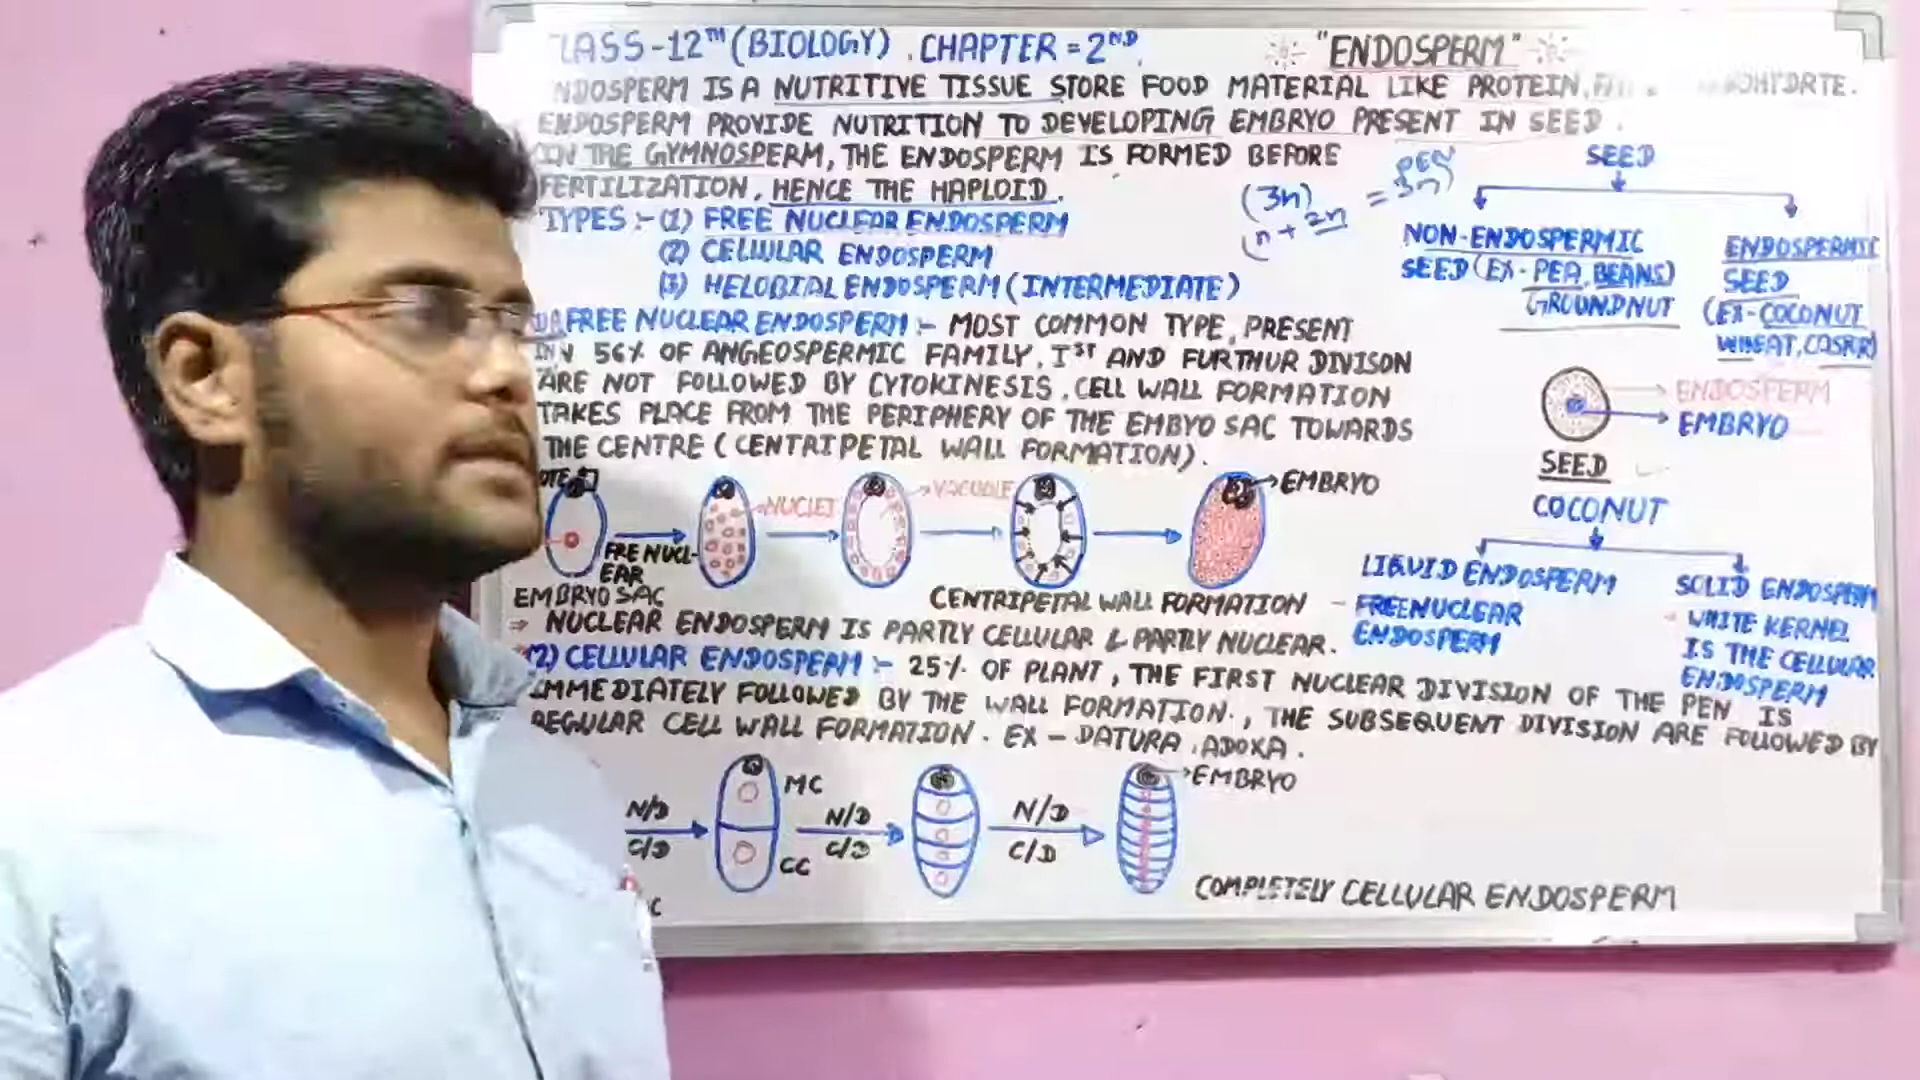 CLASS-12TH (BIOLOGY) . CHAPTER = 2ND.
"ENDOSPERM"
ENDOSPERM IS A NUTRITIVE TISSUE STORE FOOD MATERIAL LIKE PROTEIN,
ENDOSPERM PROVIDE NUTRITION TO DEVELOPING EMBRYO PRESENT IN SEED .
IN THE GYMNOSPERM, THE ENDOSPERM IS FORMED BEFORE
FERTILIZATION, HENCE THE HAPLOID.
TYPES :- (1) FREE NUCLEAR ENDOSPERM
(2) CELLULAR ENDOSPERM
(3) HELOBIAL ENDOSPERM (INTERMEDIATE)
PEN
(3n) = 3n)
(n + 2n
SEED
NON-ENDOSPERMIC
SEED (EX- PEA, BEANS)
GROUNDNUT
ENDOSPERMIC
SEED
(EX-COCONUT
WHEAT,
FREE NUCLEAR ENDOSPERM :- MOST COMMON TYPE, PRESENT
IN 56% OF ANGEOSPERMIC FAMILY, IST AND FURTHUR DIVISON
ARE NOT FOLLOWED BY CYTOKINESIS, CELL WALL FORMATION
TAKES PLACE FROM THE PERIPHERY OF THE EMBYO SAC TOWARDS
THE CENTRE (CENTRIPETAL WALL FORMATION).
ENDOSPERM
EMBRYO
SEED
NUCLEI
VACUOLE
EMBRYO
FRE NUCL-
EAR
EMBRYO SAC
CENTRIPETAL WALL FORMATION
COCONUT
LIQUID ENDOSPERM
- FREENUCLEAR
ENDOSPERM
SOLID ENDOSPERM
- WHITE KERNEL
IS THE CELLULAR
ENDOSPERM
⇒ NUCLEAR ENDOSPERM IS PARTLY CELLULAR & PARTLY NUCLEAR.
(2) CELLULAR ENDOSPERM :- 25% OF PLANT, THE FIRST NUCLEAR DIVISION OF THE PEN IS
IMMEDIATELY FOLLOWED BY THE WALL FORMATION., THE SUBSEQUENT DIVISION ARE FOLLOWED BY
REGULAR CELL WALL FORMATION. EX - DATURA, ADOXA.
N/D
C/D
MC
CC
N/D
C/D
N/D
C/D
EMBRYO
COMPLETELY CELLULAR ENDOSPERM